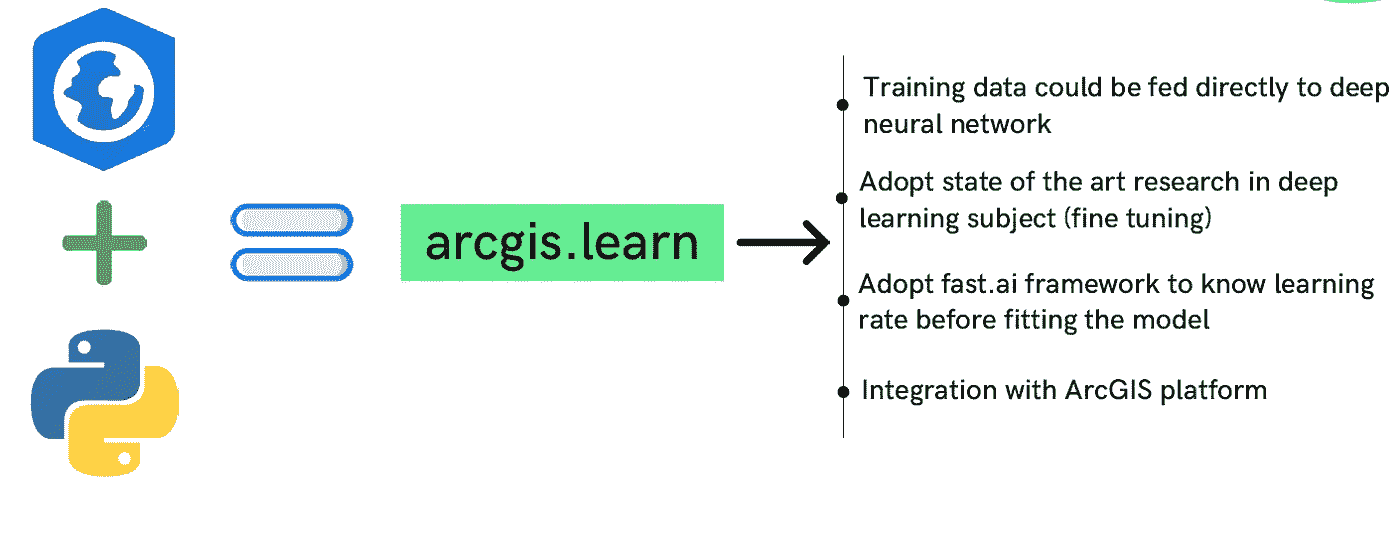 arcgis.learn
Training data could be fed directly to deep
neural network
Adopt state of the art research in deep
learning subject (fine tuning)
Adopt fast.ai framework to know learning
rate before fitting the model
Integration with ArcGIS platform